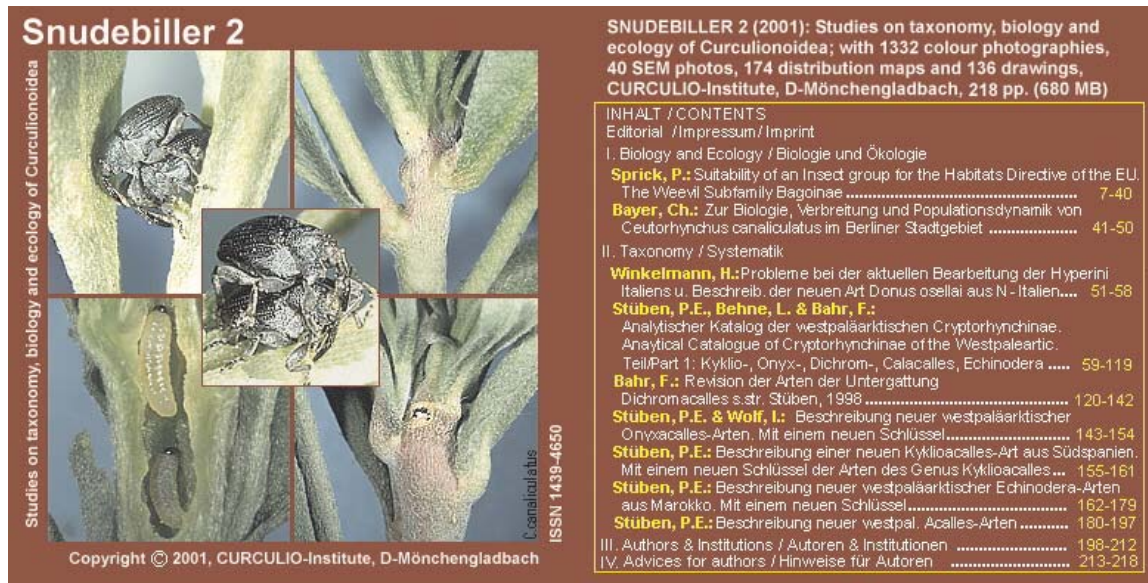 Snudebiller 2
Studies on taxonomy, biology and ecology of Curculionoidea
C.canaliculatus
ISSN 1439-4650
Copyright © 2001, CURCULIO-Institute, D-Mönchengladbach
SNUDEBILLER 2 (2001): Studies on taxonomy, biology and
ecology of Curculionoidea; with 1332 colour photographies,
40 SEM photos, 174 distribution maps and 136 drawings,
CURCULIO-Institute, D-Mönchengladbach, 218 pp. (680 MB)
INHALT / CONTENTS
Editorial / Impressum / Imprint
I. Biology and Ecology / Biologie und Ökologie
Sprick, P.: Suitability of an Insect group for the Habitats Directive of the EU.
The Weevil Subfamily Bagoinae ........ 7-40
Bayer, Ch.: Zur Biologie, Verbreitung und Populationsdynamik von
Ceutorhynchus canaliculatus im Berliner Stadtgebiet ........ 41-50
II. Taxonomy / Systematik
Winkelmann, H.: Probleme bei der aktuellen Bearbeitung der Hyperini
Italiens u. Beschreib. der neuen Art Donus osellai aus N - Italien.... 51-58
Stüben, P.E., Behne, L. & Bahr, F.:
Analytischer Katalog der westpaläarktischen Cryptorhynchinae.
Anaytical Catalogue of Cryptorhynchinae of the Westpaleartic.
Teil/Part 1: Kyklio-, Onyx-, Dichrom-, Calacalles, Echinodera ..... 59-119
Bahr, F.: Revision der Arten der Untergattung
Dichromacalles s.str. Stüben, 1998 ........ 120-142
Stüben, P.E. & Wolf, I.: Beschreibung neuer westpaläarktischer
Onyxacalles-Arten. Mit einem neuen Schlüssel........ 143-154
Stüben, P.E.: Beschreibung einer neuen Kyklioacalles-Art aus Südspanien.
Mit einem neuen Schlüssel der Arten des Genus Kyklioacalles... 155-161
Stüben, P.E.: Beschreibung neuer westpaläarktischer Echinodera-Arten
aus Marokko. Mit einem neuen Schlüssel........ 162-179
Stüben, P.E.: Beschreibung neuer westpal. Acalles-Arten ........ 180-197
III. Authors & Institutions / Autoren & Institutionen ........ 198-212
IV. Advices for authors / Hinweise für Autoren ........ 213-218